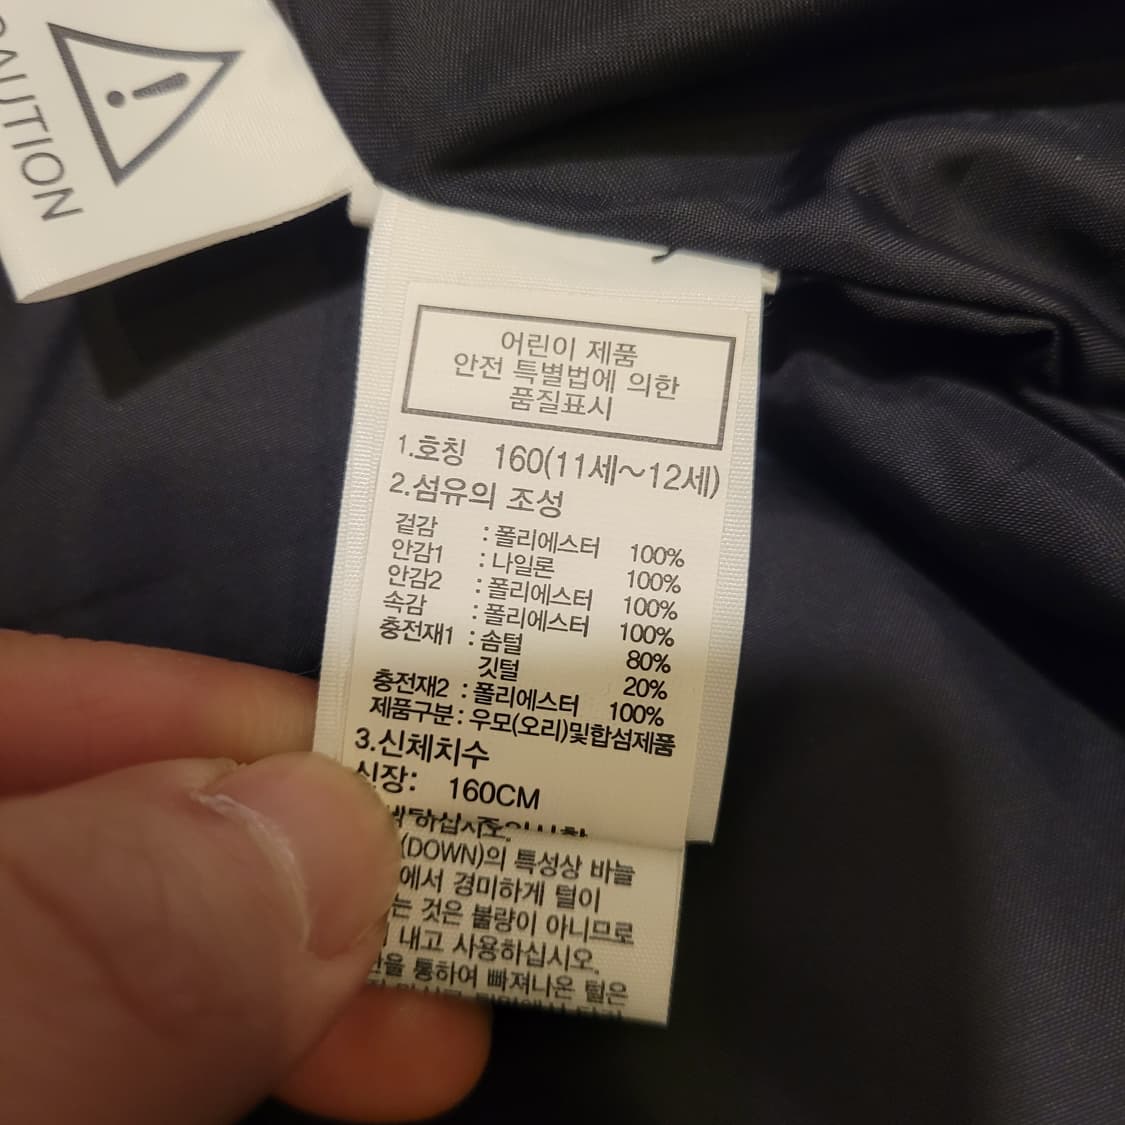 CAUTION
어린이 제품
안전 특별법에 의한
품질표시
1.호칭 160(11세~12세)
2.섬유의 조성
겉감 : 폴리에스터 100%
안감1 : 나일론 100%
안감2 : 폴리에스터 100%
속감 : 폴리에스터 100%
충전재1 : 솜털 80%
깃털 20%
충전재2 : 폴리에스터 100%
제품구분 : 우모(오리)및합섬제품
3.신체치수
신장: 160CM
(DOWN)의 특성상 바늘
에서 경미하게 털이
는 것은 불량이 아니므로
내고 사용하십시오.
을 통하여 빠져나온 털은